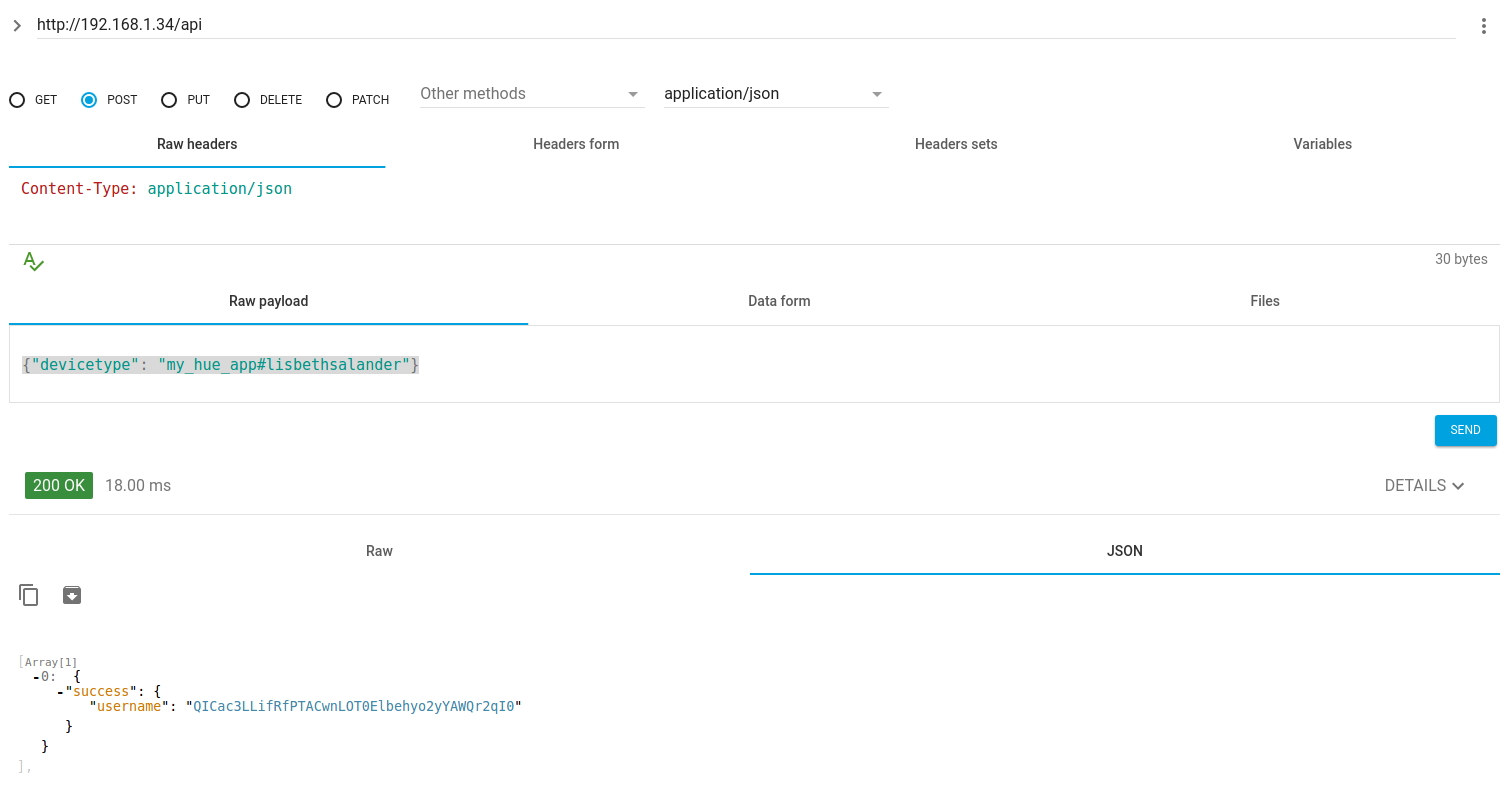 http://192.168.1.34/api
GET POST PUT DELETE PATCH Other methods application/json
Raw headers Headers form Headers sets Variables
Content-Type: application/json
30 bytes
Raw payload Data form Files
{"devicetype": "my_hue_app#lisbethsalander"}
SEND
200 OK 18.00 ms DETAILS
Raw JSON
[Array[1]
-0: {
-"success": {
"username": "QICac3LLifRfPTACwnLOT0Elbehyo2yYAWQr2qI0"
}
}
],